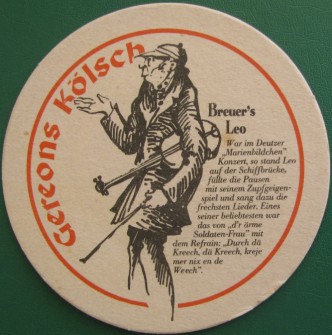 Gereons Kölsch
Breuer's
Leo
War im Deutzer
„Marienbildchen"
Konzert, so stand Leo
auf der Schiffbrücke,
füllte die Pausen
mit seinem Zupfgeigen-
spiel und sang dazu die
frechsten Lieder. Eines
seiner beliebtesten war
das von „d'r ärme
Soldaten-Frau" mit
dem Refrain: „Durch dä
Kreech, dä Kreech, kreje
mer nix en de
Weech".